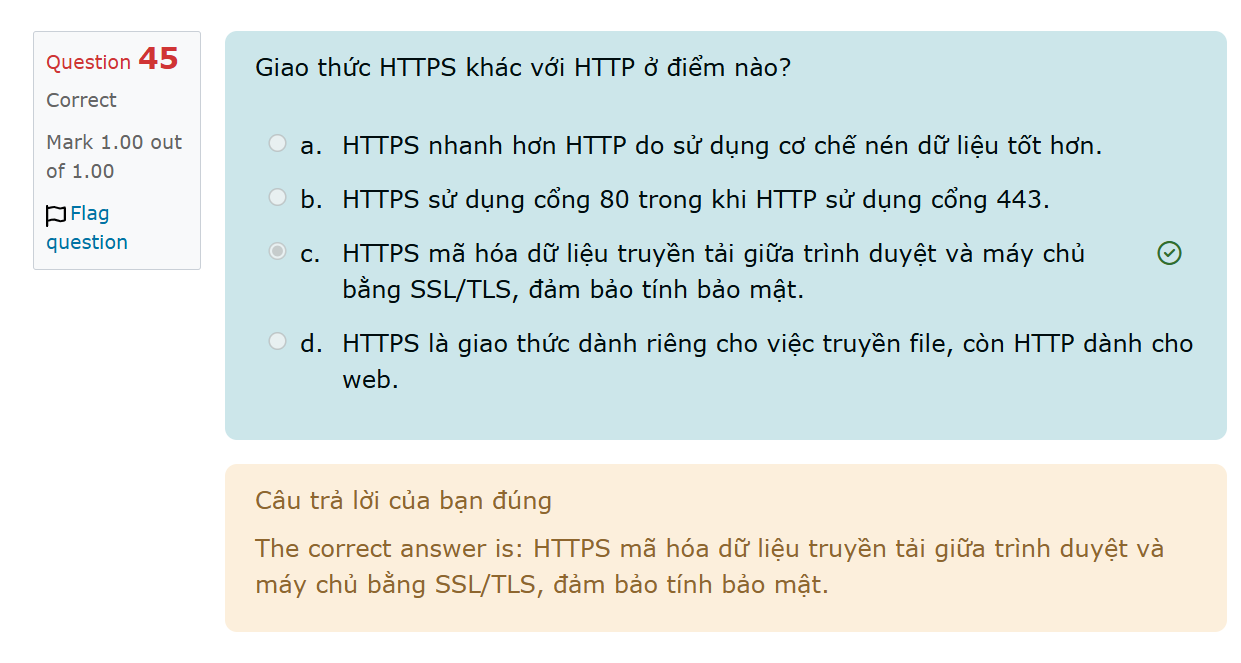 Question 45
Correct
Mark 1.00 out
of 1.00
Flag
question
Giao thức HTTPS khác với HTTP ở điểm nào?
a. HTTPS nhanh hơn HTTP do sử dụng cơ chế nén dữ liệu tốt hơn.
b. HTTPS sử dụng cổng 80 trong khi HTTP sử dụng cổng 443.
c. HTTPS mã hóa dữ liệu truyền tải giữa trình duyệt và máy chủ
bằng SSL/TLS, đảm bảo tính bảo mật.
d. HTTPS là giao thức dành riêng cho việc truyền file, còn HTTP dành cho
web.
Câu trả lời của bạn đúng
The correct answer is: HTTPS mã hóa dữ liệu truyền tải giữa trình duyệt và
máy chủ bằng SSL/TLS, đảm bảo tính bảo mật.